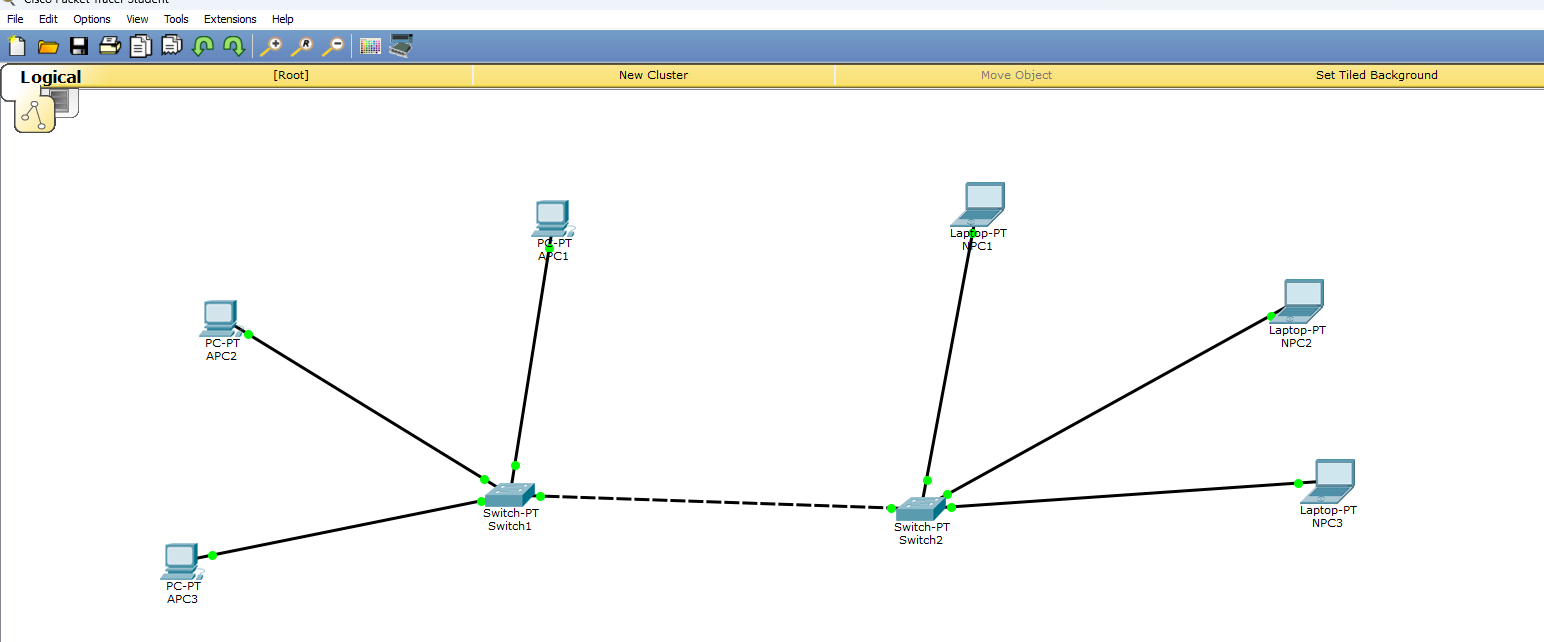 Cisco Packet Tracer Student
File Edit Options View Tools Extensions Help
Logical [Root] New Cluster Move Object Set Tiled Background
Laptop-PT
NPC1
PC-PT
APC1
Laptop-PT
NPC2
PC-PT
APC2
Laptop-PT
NPC3
Switch-PT
Switch1
Switch-PT
Switch2
PC-PT
APC3